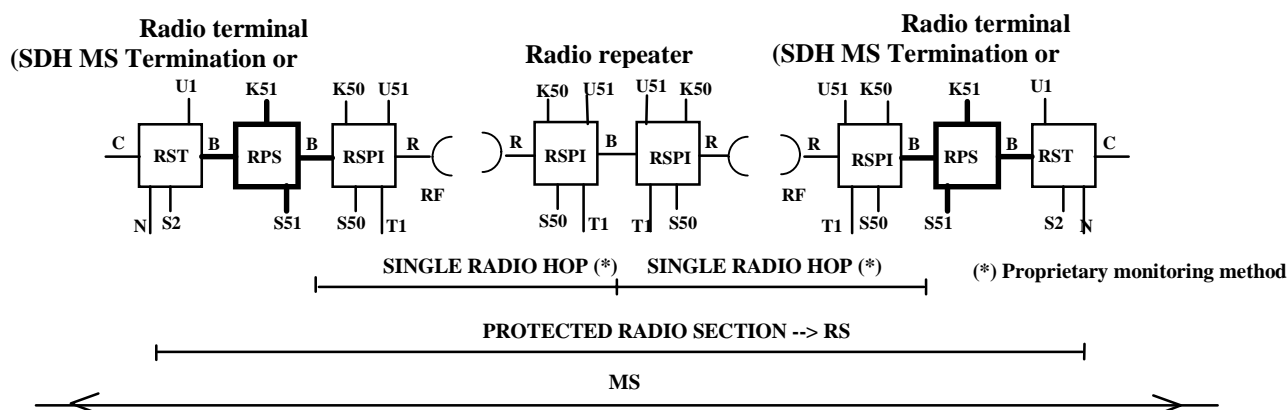 Radio terminal
(SDH MS Termination or
Radio repeater
Radio terminal
(SDH MS Termination or
U1 K51 K50 U51 K50 U51 U51 K50 U51 K50 K51 U1
C RST B RPS B RSPI R R RSPI B RSPI R R RSPI B RPS B RST C
RF RF
N S2 S51 S50 T1 S50 T1 T1 S50 T1 S50 S51 S2 N
SINGLE RADIO HOP (*) SINGLE RADIO HOP (*) (*) Proprietary monitoring method
PROTECTED RADIO SECTION --> RS
MS